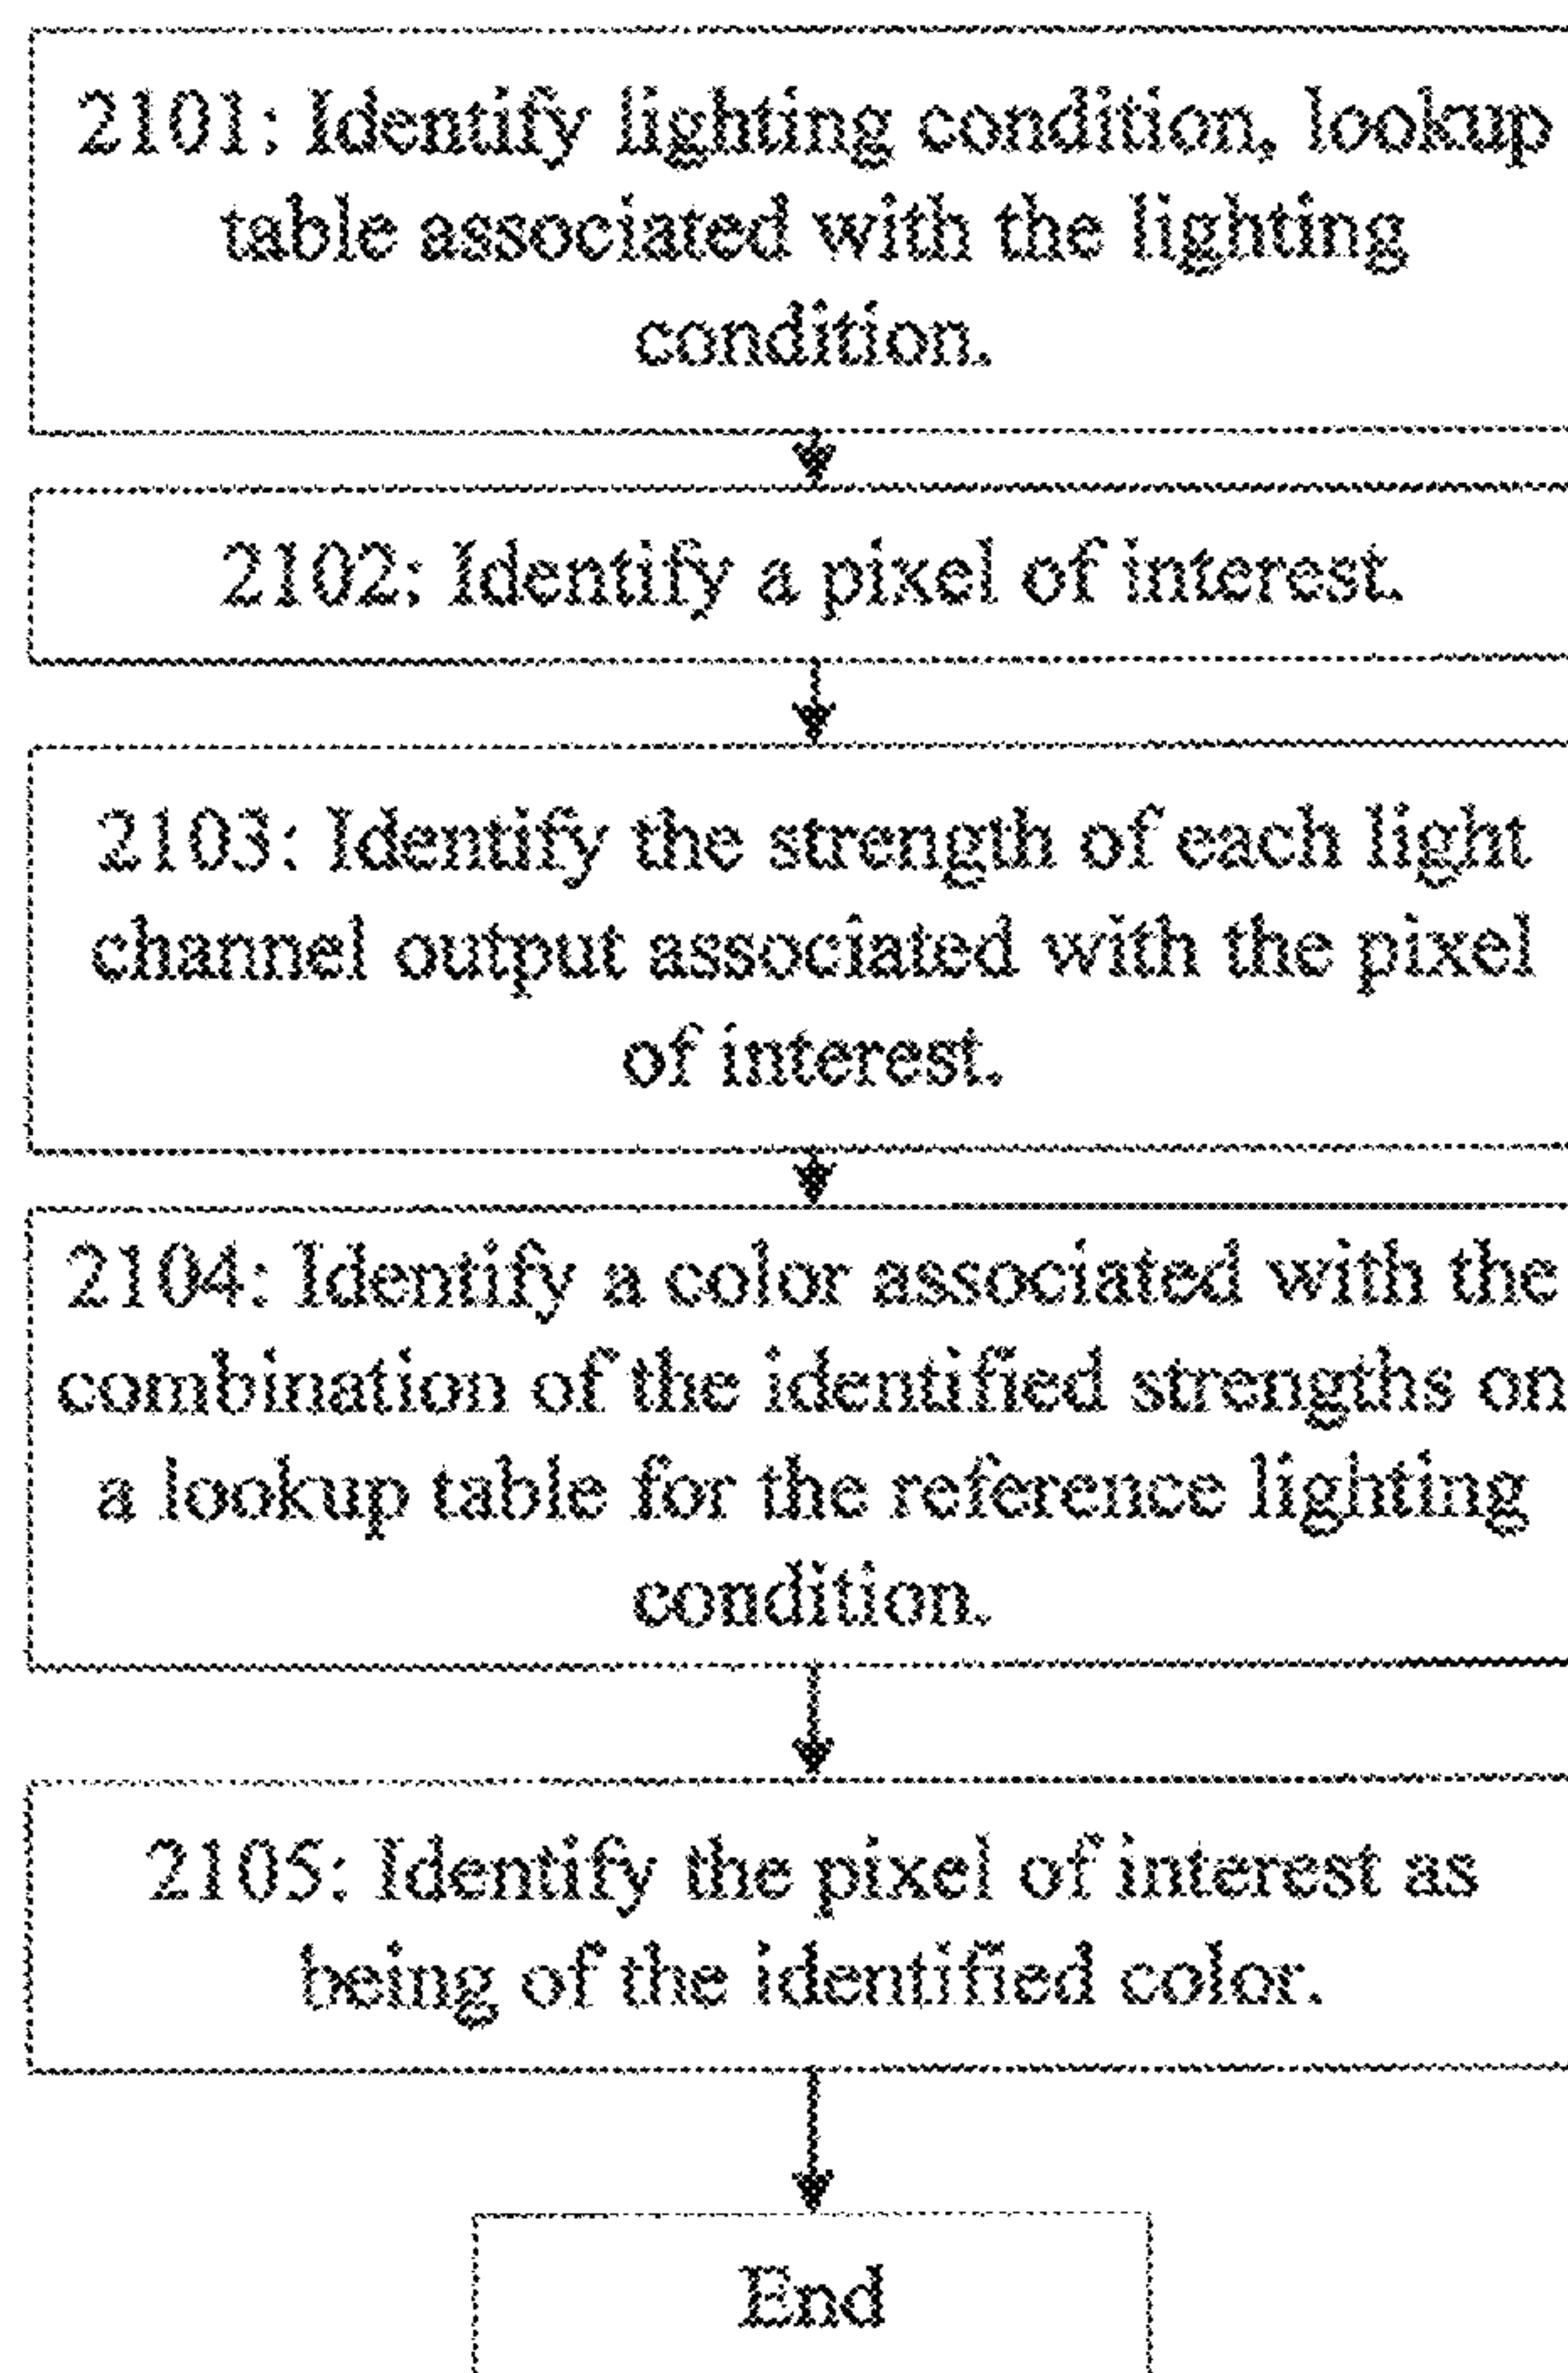 2101: Identify lighting condition, lookup
table associated with the lighting
condition.
2102: Identify a pixel of interest.
2103: Identify the strength of each light
channel output associated with the pixel
of interest.
2104: Identify a color associated with the
combination of the identified strengths on
a lookup table for the reference lighting
condition.
2105: Identify the pixel of interest as
being of the identified color.
End